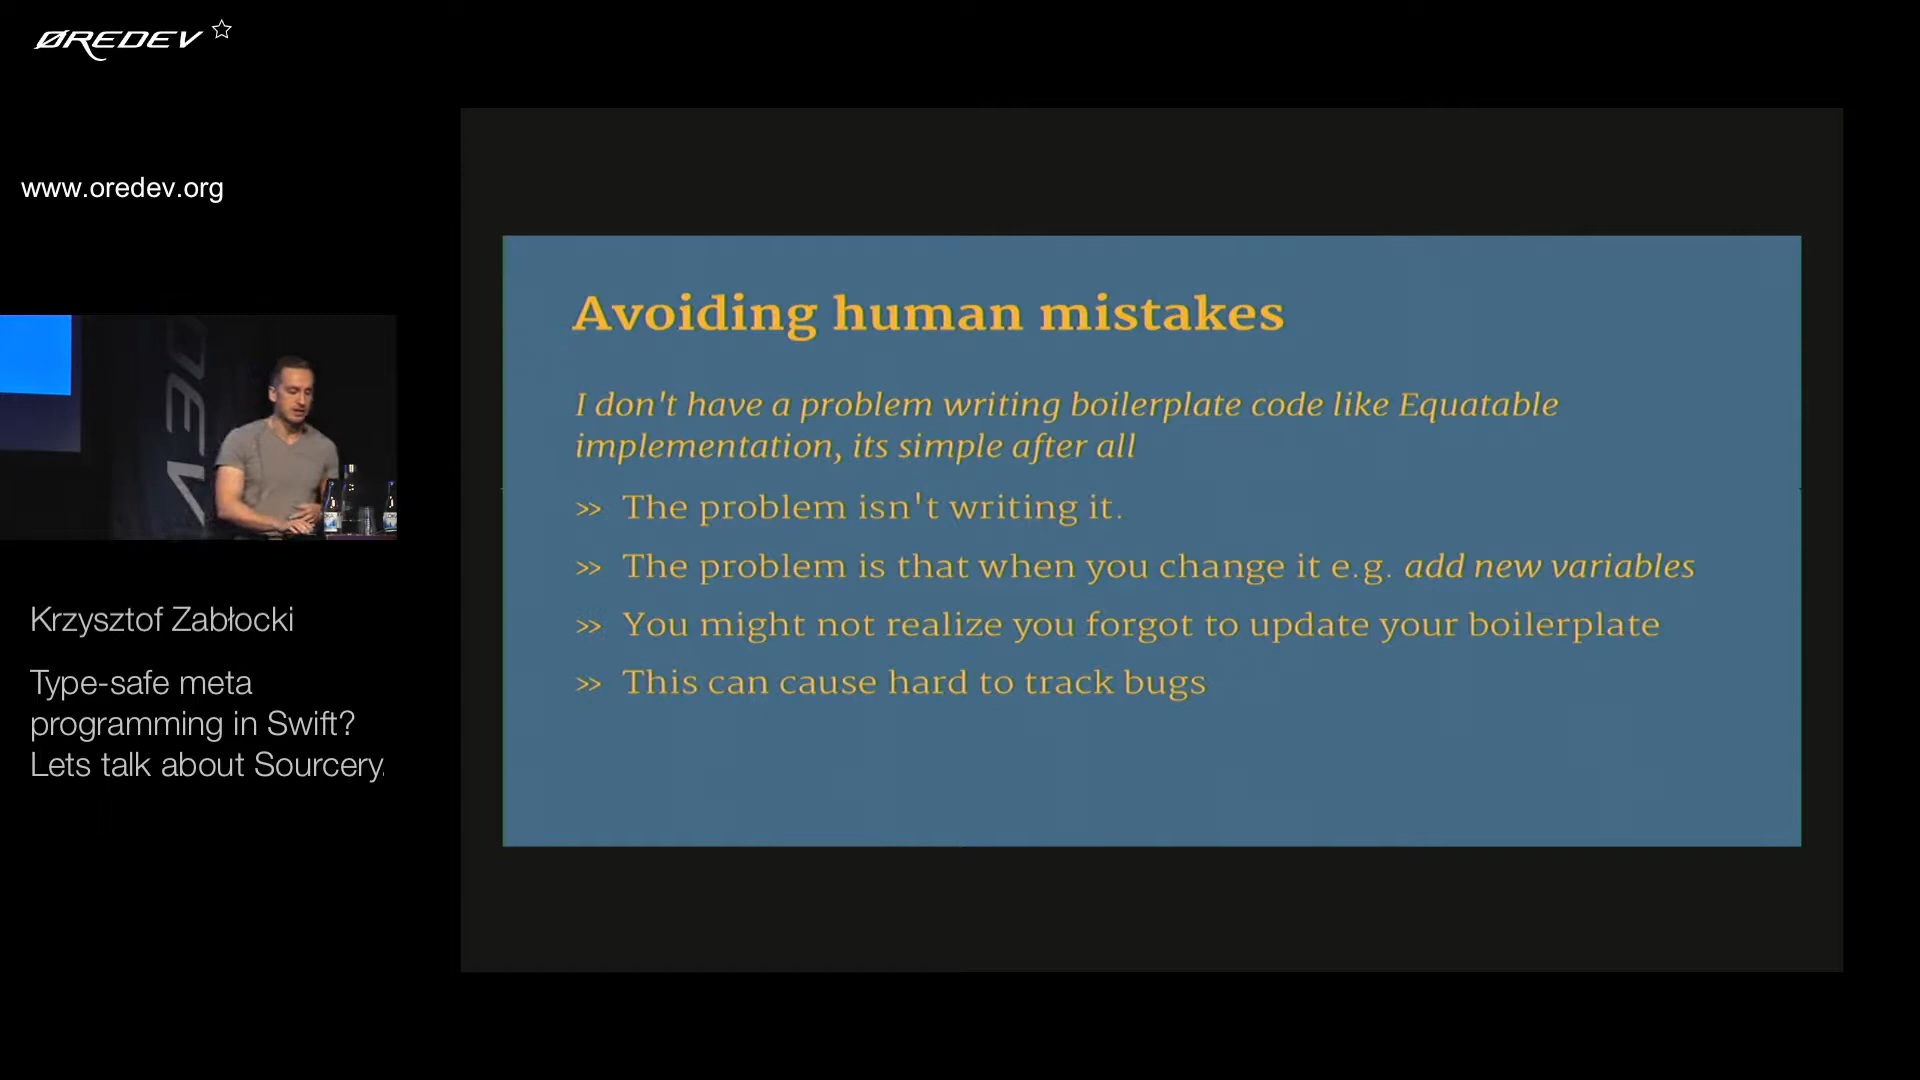 ØREDEV
www.oredev.org
Krzysztof Zabłocki
Type-safe meta
programming in Swift?
Lets talk about Sourcery.
Avoiding human mistakes
I don't have a problem writing boilerplate code like Equatable
implementation, its simple after all
>> The problem isn't writing it.
>> The problem is that when you change it e.g. add new variables
>> You might not realize you forgot to update your boilerplate
>> This can cause hard to track bugs